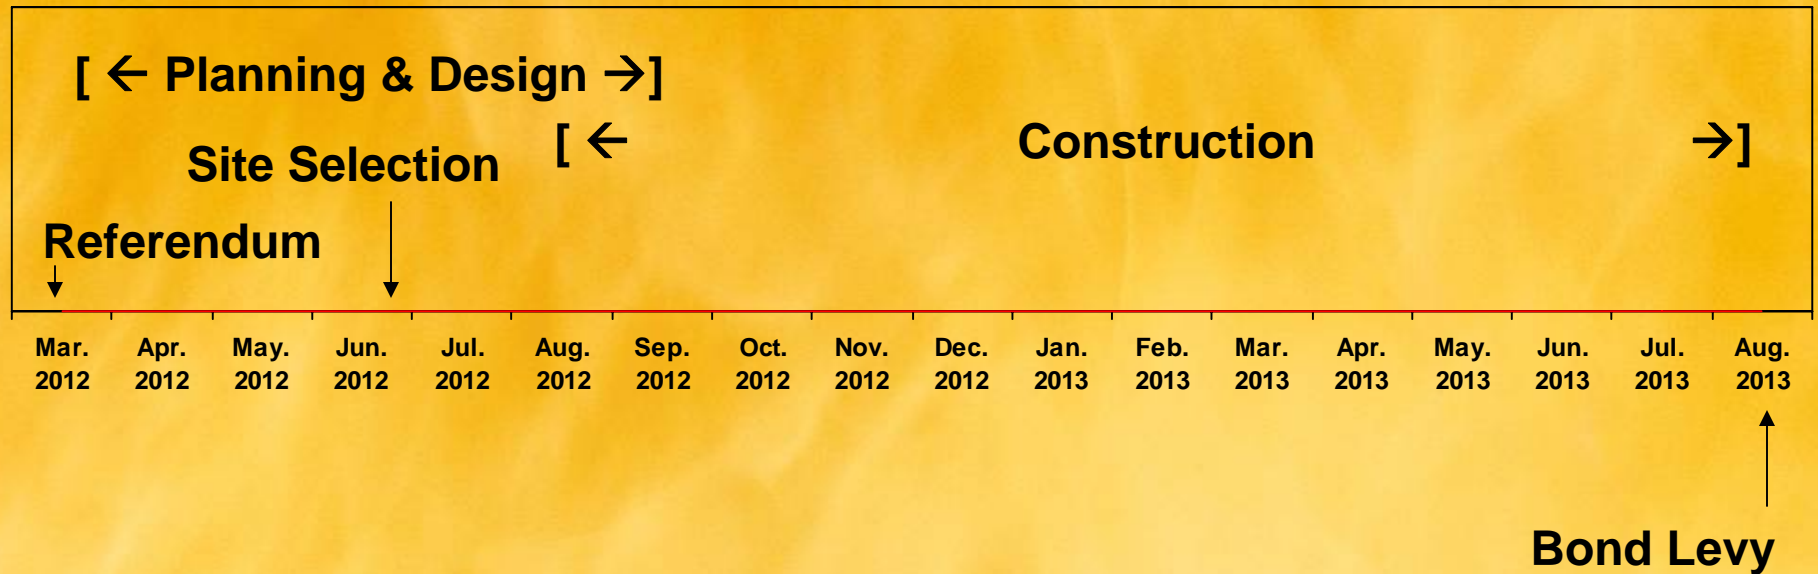 [ ← Planning & Design →]
[ ← Construction →]
Site Selection
Referendum
Mar. Apr. May. Jun. Jul. Aug. Sep. Oct. Nov. Dec. Jan. Feb. Mar. Apr. May. Jun. Jul. Aug.
2012 2012 2012 2012 2012 2012 2012 2012 2012 2012 2013 2013 2013 2013 2013 2013 2013 2013
Bond Levy